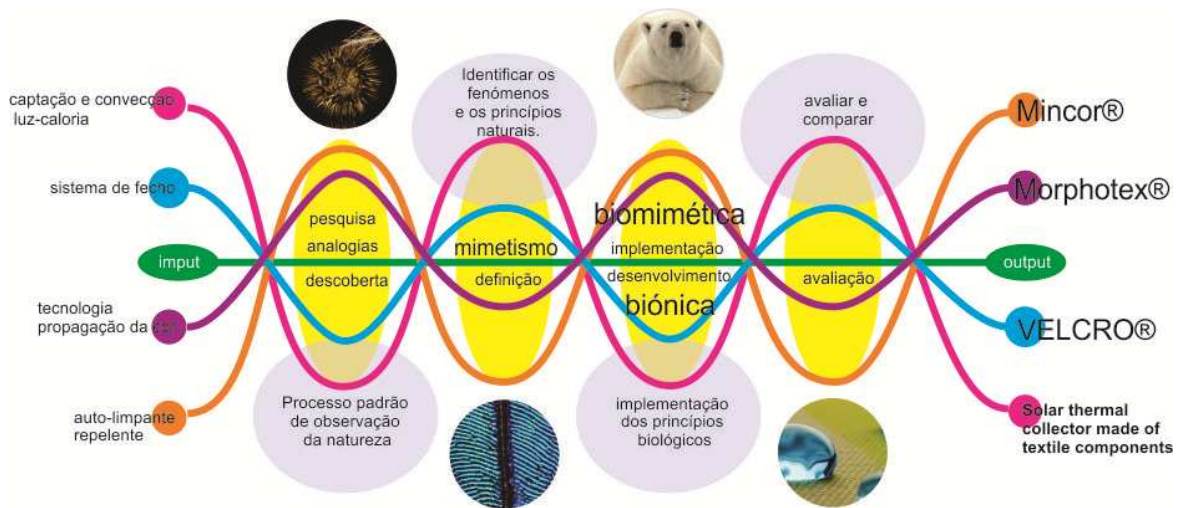 captação e convecção
luz-caloria
sistema de fecho
imput
tecnologia
propagação da
auto-limpante
repelente
pesquisa
analogias
descoberta
Processo padrão
de observação
da natureza
Identificar os
fenómenos
e os princípios
naturais.
mimetismo
definição
biomimética
implementação
desenvolvimento
biónica
implementação
dos princípios
biológicos
avaliar e
comparar
avaliação
Mincor®
Morphotex®
output
VELCRO®
Solar thermal
collector made of
textile components